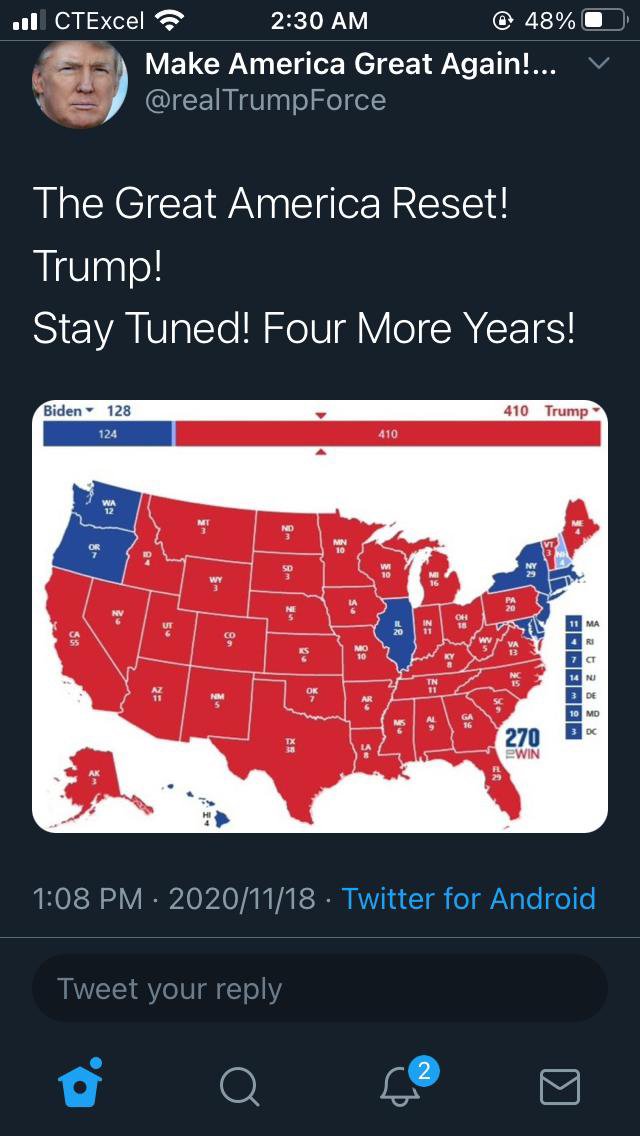 CTExcel 2:30 AM 48%
Make America Great Again!...
@realTrumpForce
The Great America Reset!
Trump!
Stay Tuned! Four More Years!
Biden 128 410 Trump
124 410
WA
12
OR
7
CA
55
NV
6
ID
4
MT
3
WY
3
UT
6
AZ
11
CO
9
NM
5
ND
3
SD
3
NE
5
KS
6
OK
7
TX
38
MN
10
IA
6
MO
10
AR
6
LA
8
WI
10
IL
20
MI
16
IN
11
OH
18
KY
8
TN
11
MS
6
AL
9
GA
16
FL
29
SC
9
NC
15
VA
13
WV
5
PA
20
NY
29
VT
3
NH
4
ME
4
AK
3
HI
4
11 MA
4 RI
7 CT
14 NJ
3 DE
10 MD
3 DC
270
TOWIN
1:08 PM · 2020/11/18 · Twitter for Android
Tweet your reply
2